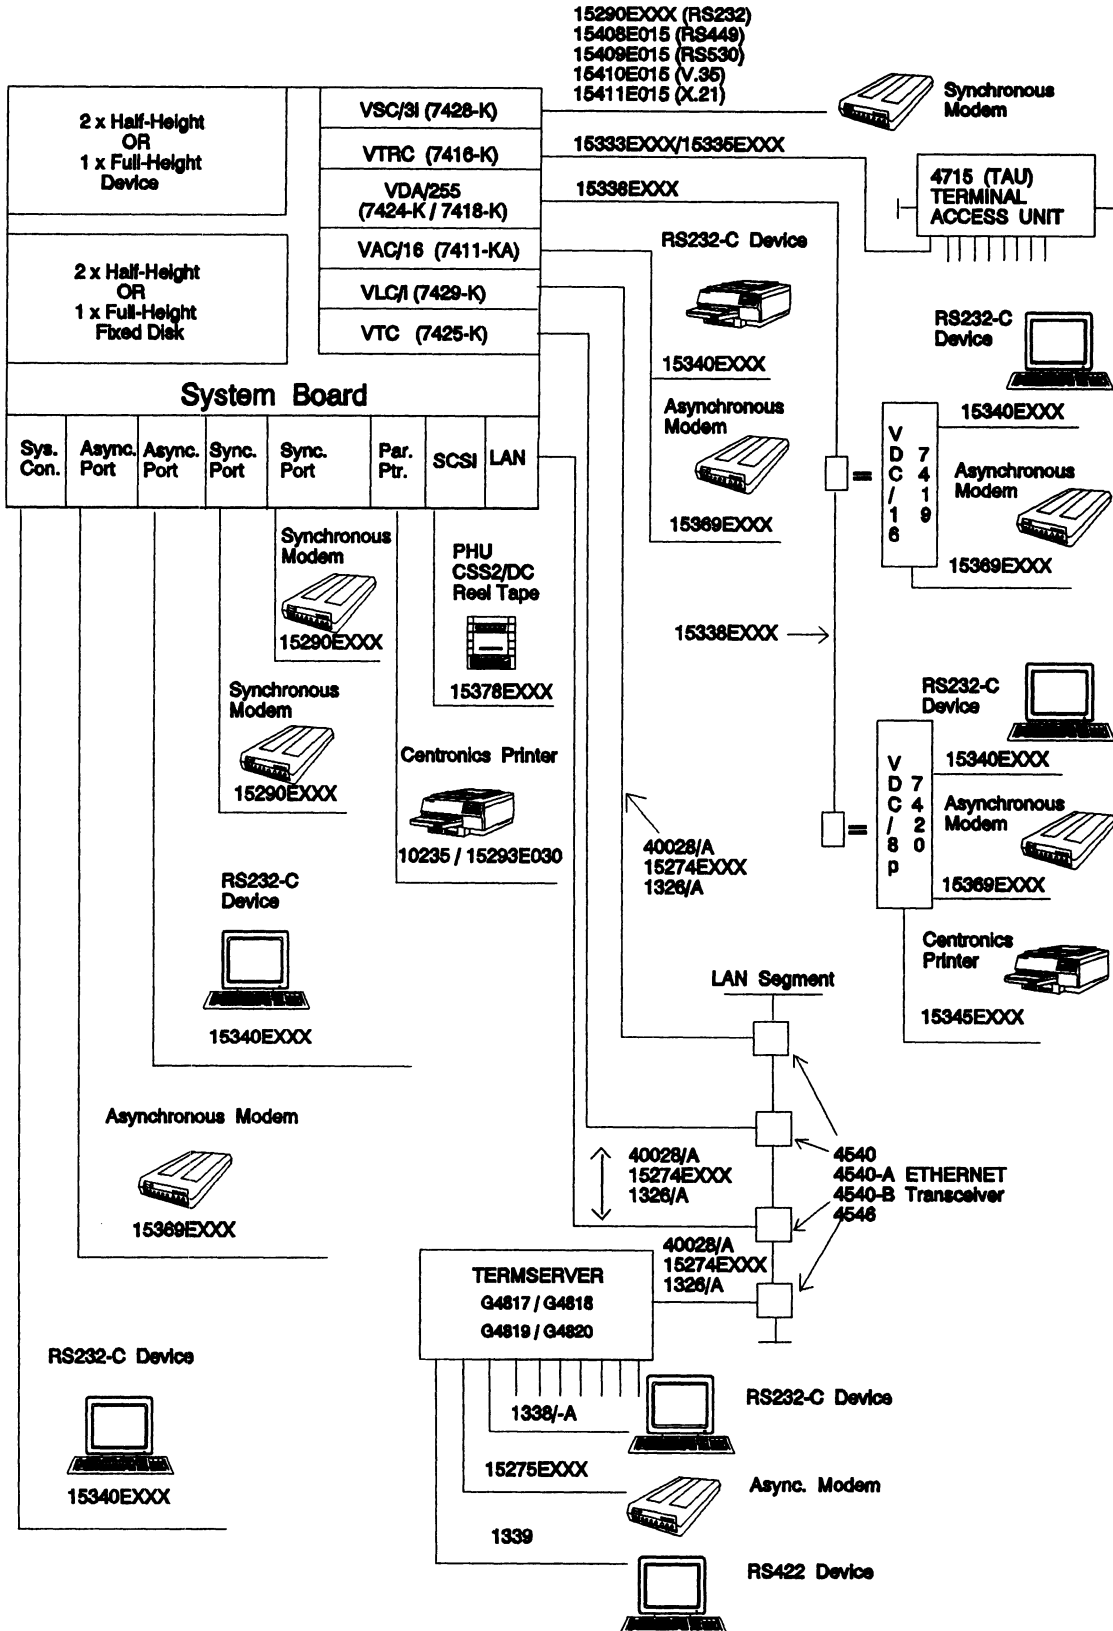 15290EXXX (RS232)
15408E015 (RS449)
15409E015 (RS530)
15410E015 (V.35)
15411E015 (X.21)
Synchronous
Modem
2 x Half-Height
OR
1 x Full-Height
Device
VSC/3I (7428-K)
VTRC (7416-K)
VDA/255
(7424-K / 7418-K)
VAC/16 (7411-KA)
VLC/I (7429-K)
VTC (7425-K)
2 x Half-Height
OR
1 x Full-Height
Fixed Disk
System Board
Sys.
Con.
Async.
Port
Async.
Port
Sync.
Port
Sync.
Port
Par.
Ptr.
SCSI
LAN
15333EXXX/15335EXXX
15338EXXX
4715 (TAU)
TERMINAL
ACCESS UNIT
RS232-C Device
15340EXXX
Asynchronous
Modem
15369EXXX
RS232-C
Device
15340EXXX
VDC/16
7419
=
Asynchronous
Modem
15369EXXX
15338EXXX
RS232-C
Device
15340EXXX
VDC/8p
7420
=
Asynchronous
Modem
15369EXXX
Centronics
Printer
15345EXXX
Synchronous
Modem
15290EXXX
PHU
CSS2/DC
Reel Tape
15378EXXX
Synchronous
Modem
15290EXXX
Centronics Printer
10235 / 15293E030
40028/A
15274EXXX
1326/A
RS232-C
Device
15340EXXX
LAN Segment
Asynchronous Modem
15369EXXX
40028/A
15274EXXX
1326/A
4540
4540-A ETHERNET
4540-B Transceiver
4546
40028/A
15274EXXX
1326/A
TERMSERVER
G4817 / G4818
G4819 / G4820
RS232-C Device
15340EXXX
1338/-A
RS232-C Device
15275EXXX
Async. Modem
1339
RS422 Device